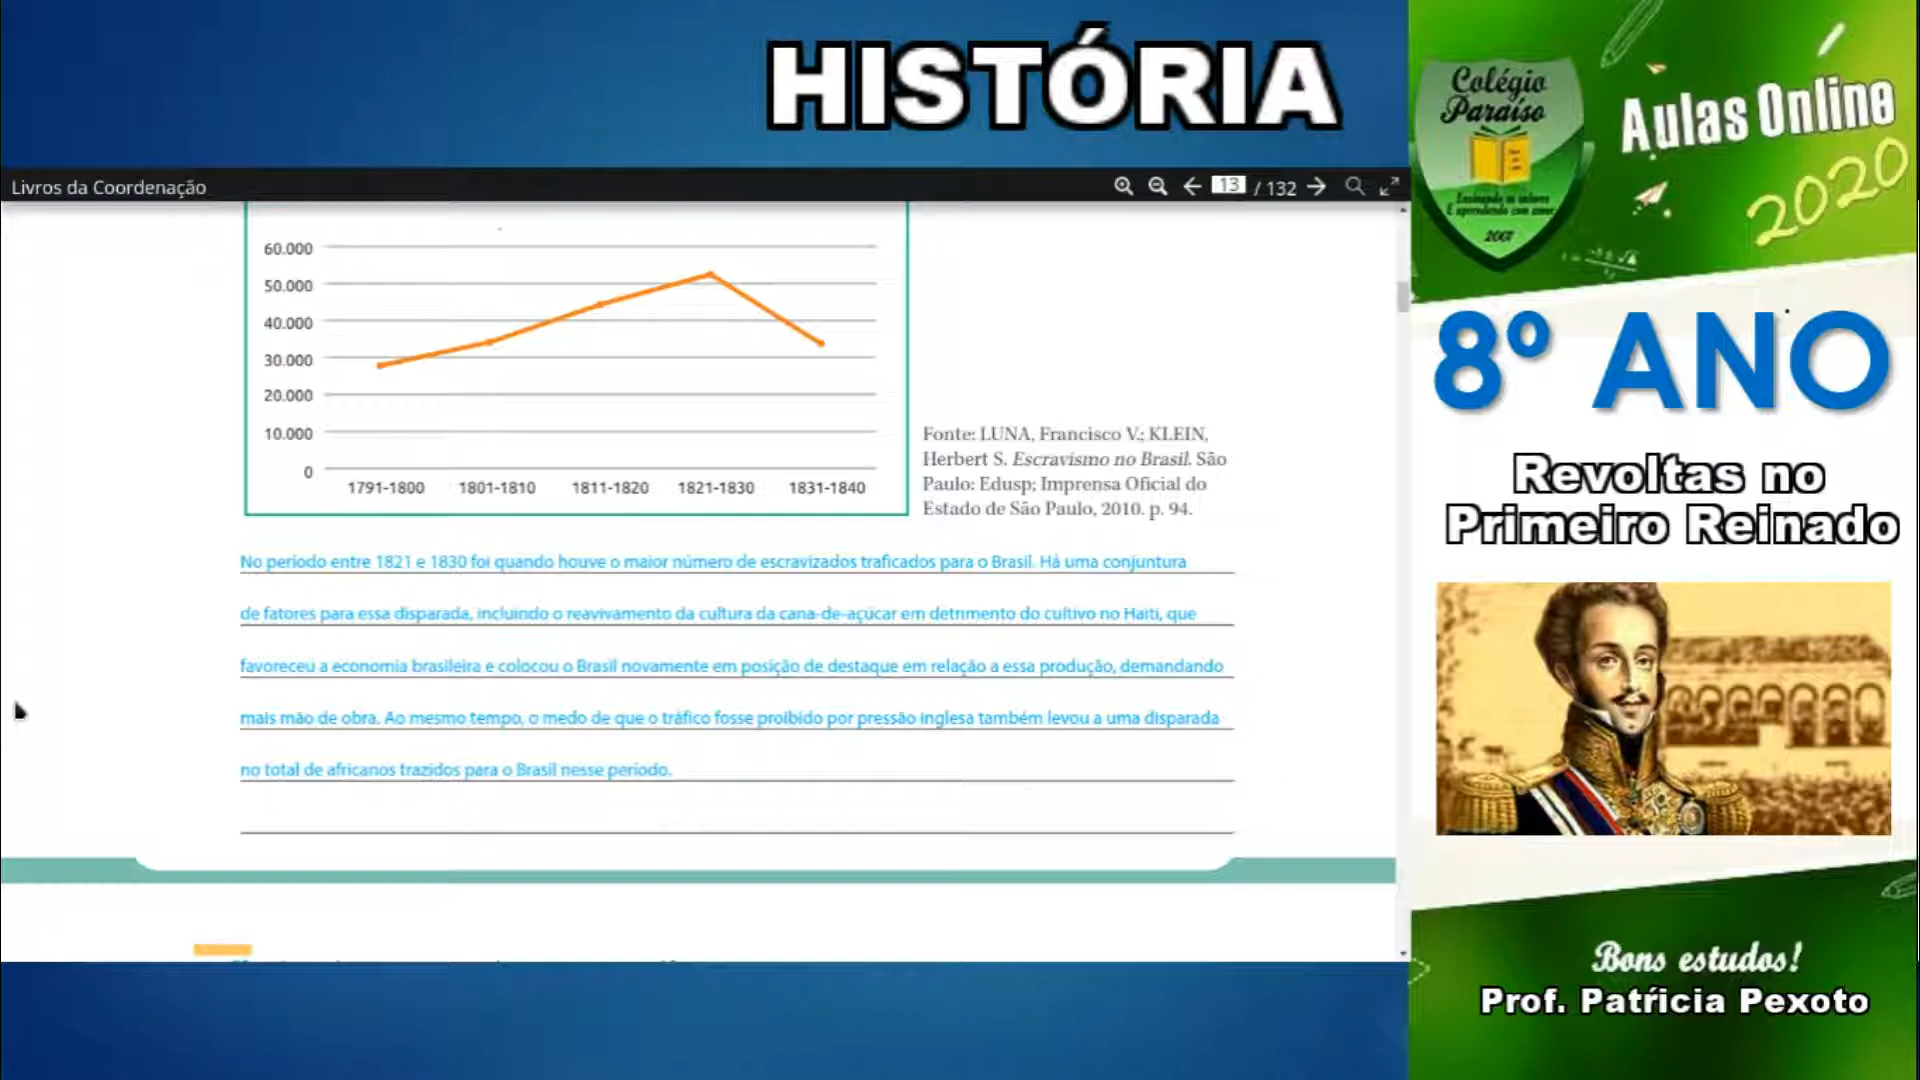 HISTÓRIA
Livros da Coordenação
13 / 132
60.000
50.000
40.000
30.000
20.000
10.000
0
1791-1800 1801-1810 1811-1820 1821-1830 1831-1840
Fonte: LUNA, Francisco V.; KLEIN,
Herbert S. Escravismo no Brasil. São
Paulo: Edusp; Imprensa Oficial do
Estado de São Paulo, 2010. p. 94.
No período entre 1821 e 1830 foi quando houve o maior número de escravizados traficados para o Brasil. Há uma conjuntura
de fatores para essa disparada, incluindo o reavivamento da cultura da cana-de-açúcar em detrimento do cultivo no Haiti, que
favoreceu a economia brasileira e colocou o Brasil novamente em posição de destaque em relação a essa produção, demandando
mais mão de obra. Ao mesmo tempo, o medo de que o tráfico fosse proibido por pressão inglesa também levou a uma disparada
no total de africanos trazidos para o Brasil nesse período.
Colégio
Paraíso
Ensinando os valores
E aprendendo com amor
2007
Aulas Online
2020
8º ANO
Revoltas no
Primeiro Reinado
Bons estudos!
Prof. Patŕicia Pexoto